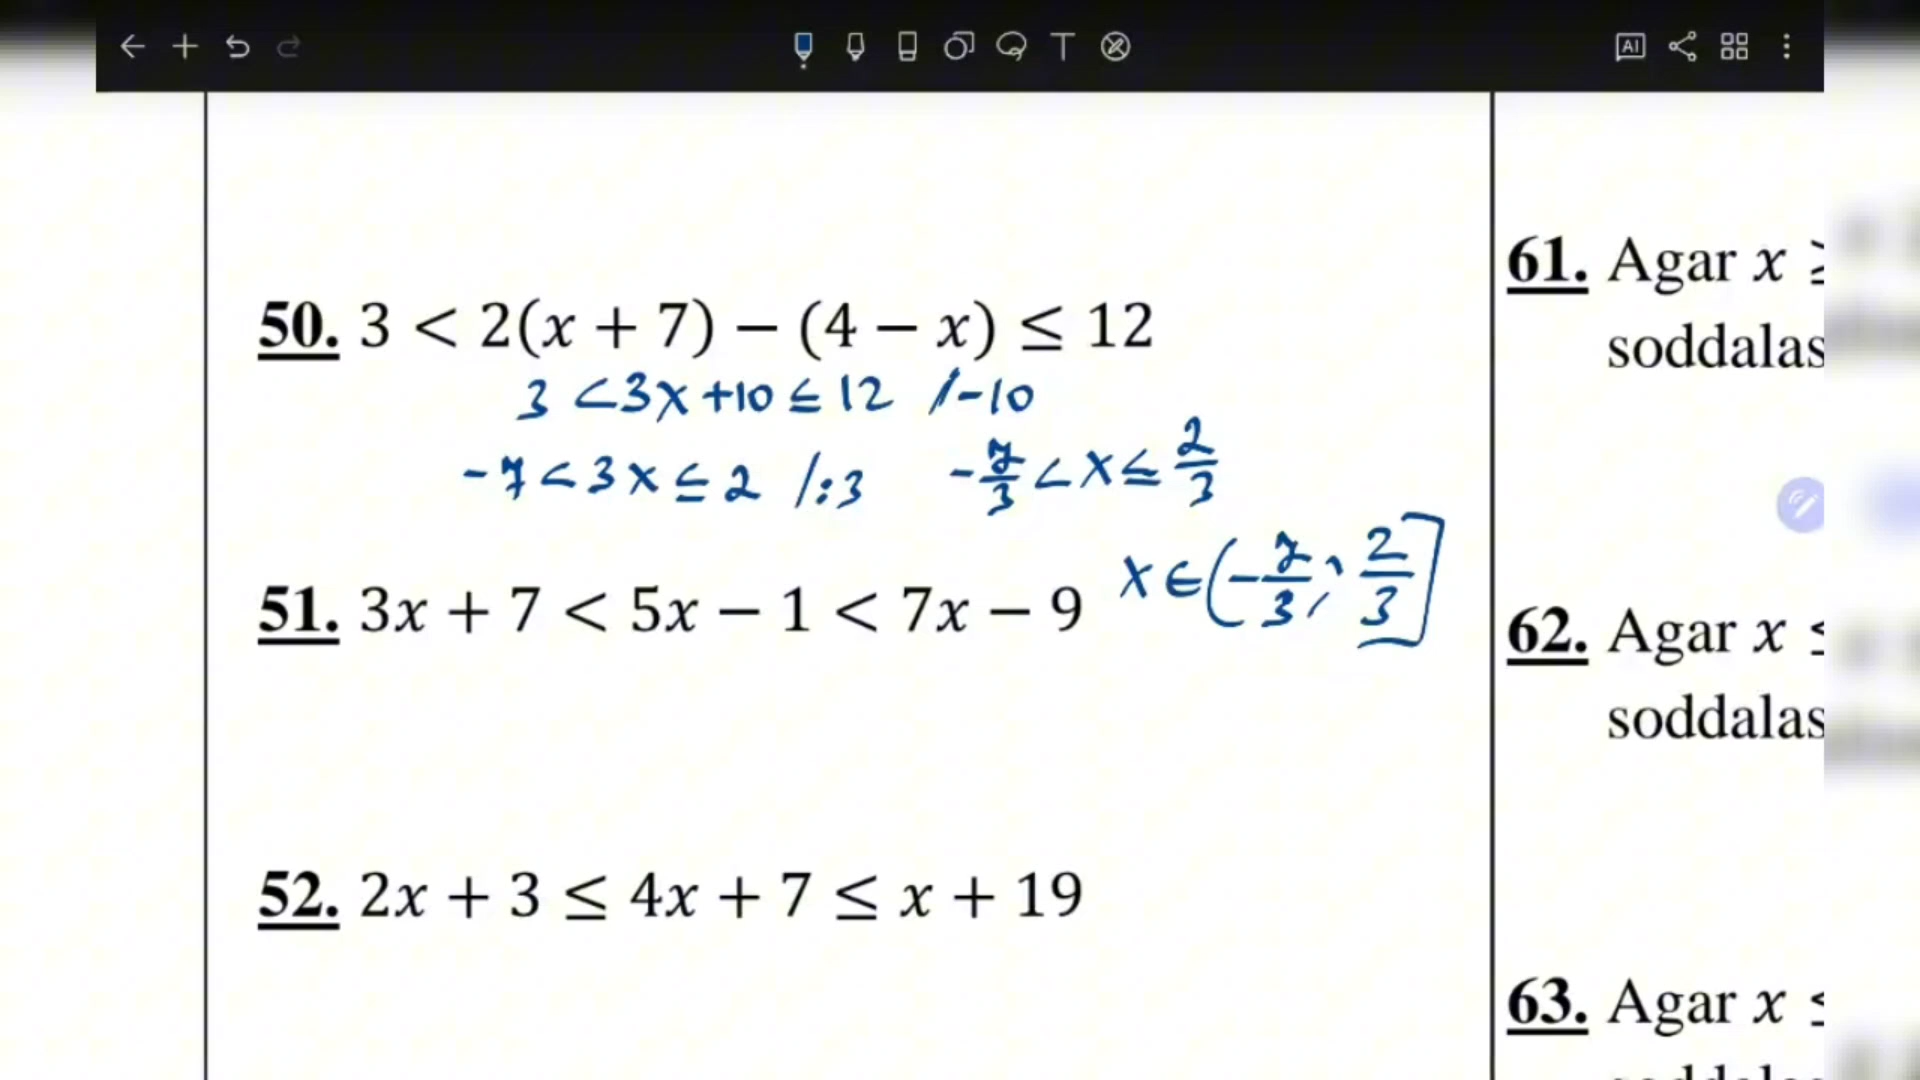 AI
T
50. 3 < 2(x + 7) − (4 − x) ≤ 12
3 < 3x + 10 ≤ 12 /-10
-7 < 3x ≤ 2 /:3 -7/3 < x ≤ 2/3
x ∈ (-7/3; 2/3]
51. 3x + 7 < 5x − 1 < 7x − 9
52. 2x + 3 ≤ 4x + 7 ≤ x + 19
61. Agar x ≥
soddalas
62. Agar x ≤
soddalas
63. Agar x ≤